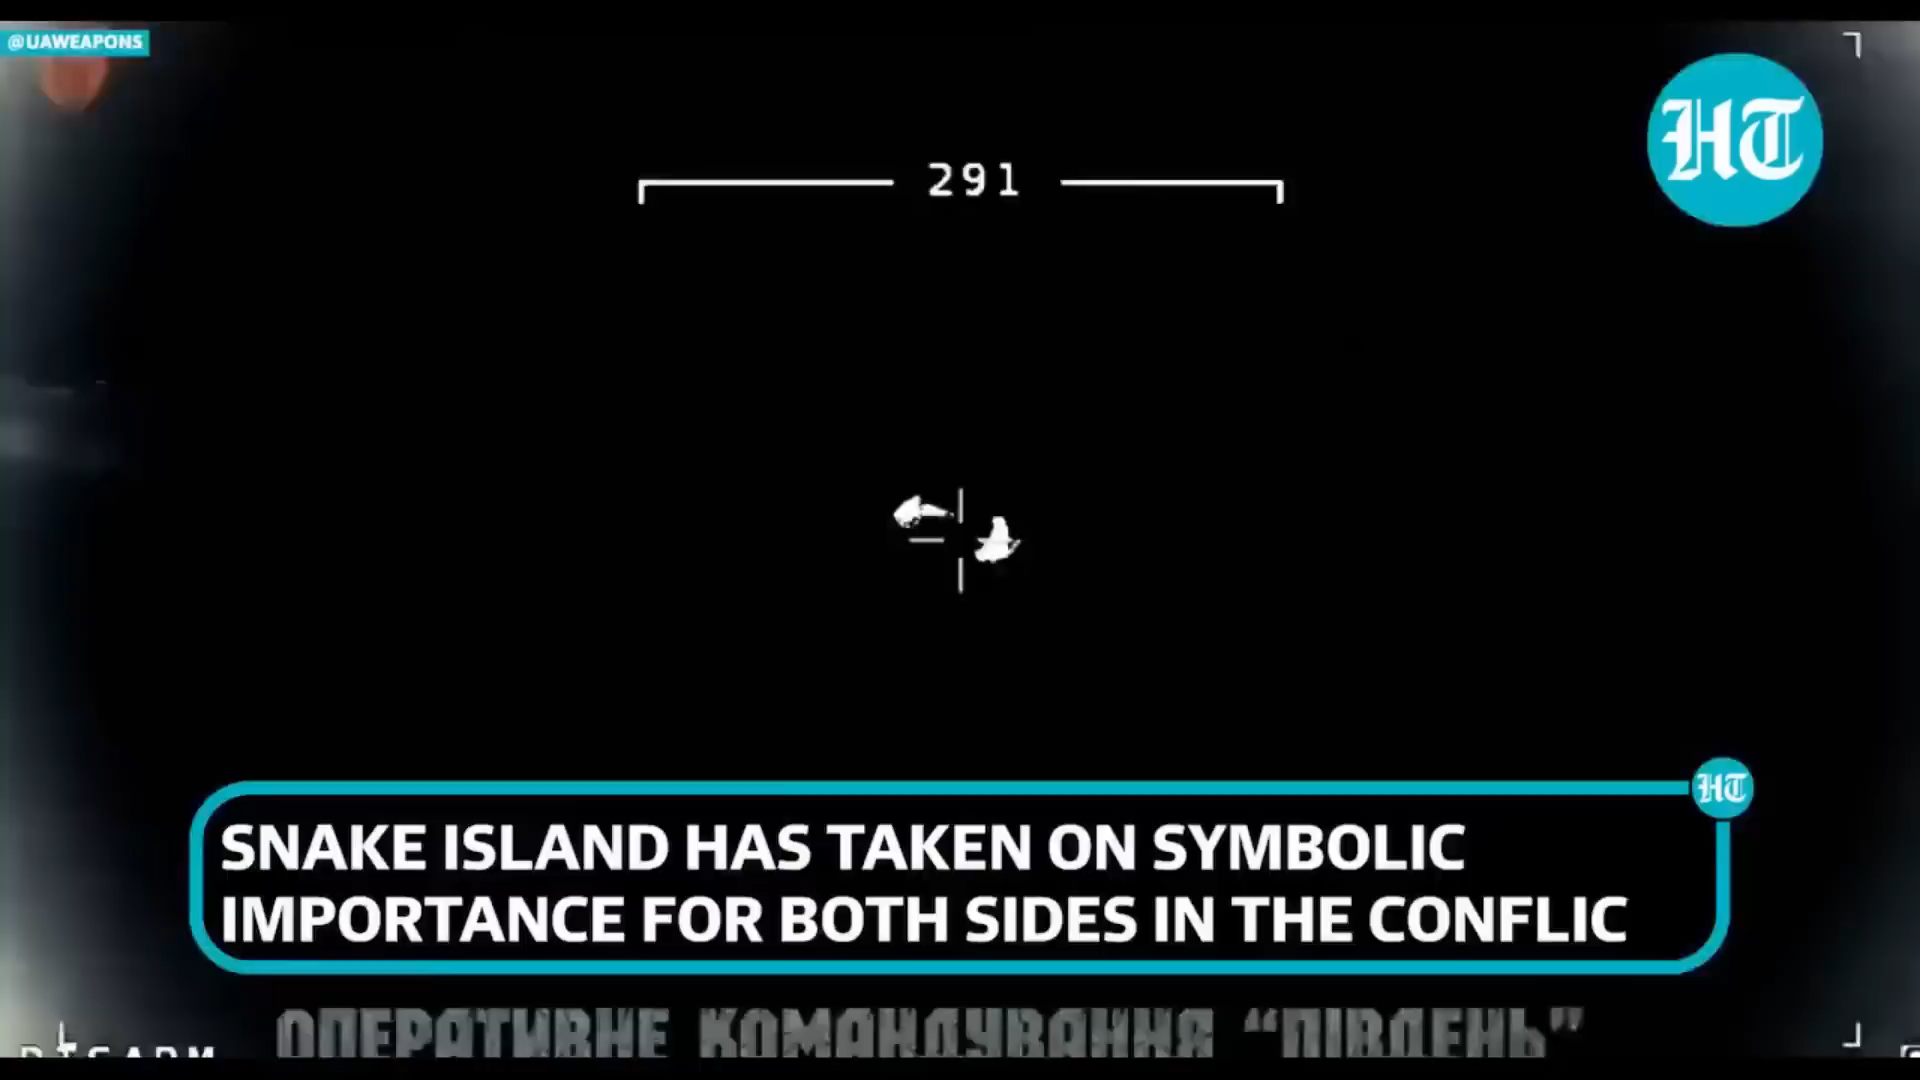 @UAWEAPONS
HT
291
HT
SNAKE ISLAND HAS TAKEN ON SYMBOLIC
IMPORTANCE FOR BOTH SIDES IN THE CONFLIC
ОПЕРАТИВНЕ КОМАНДУВАННЯ “ПІВДЕНЬ”